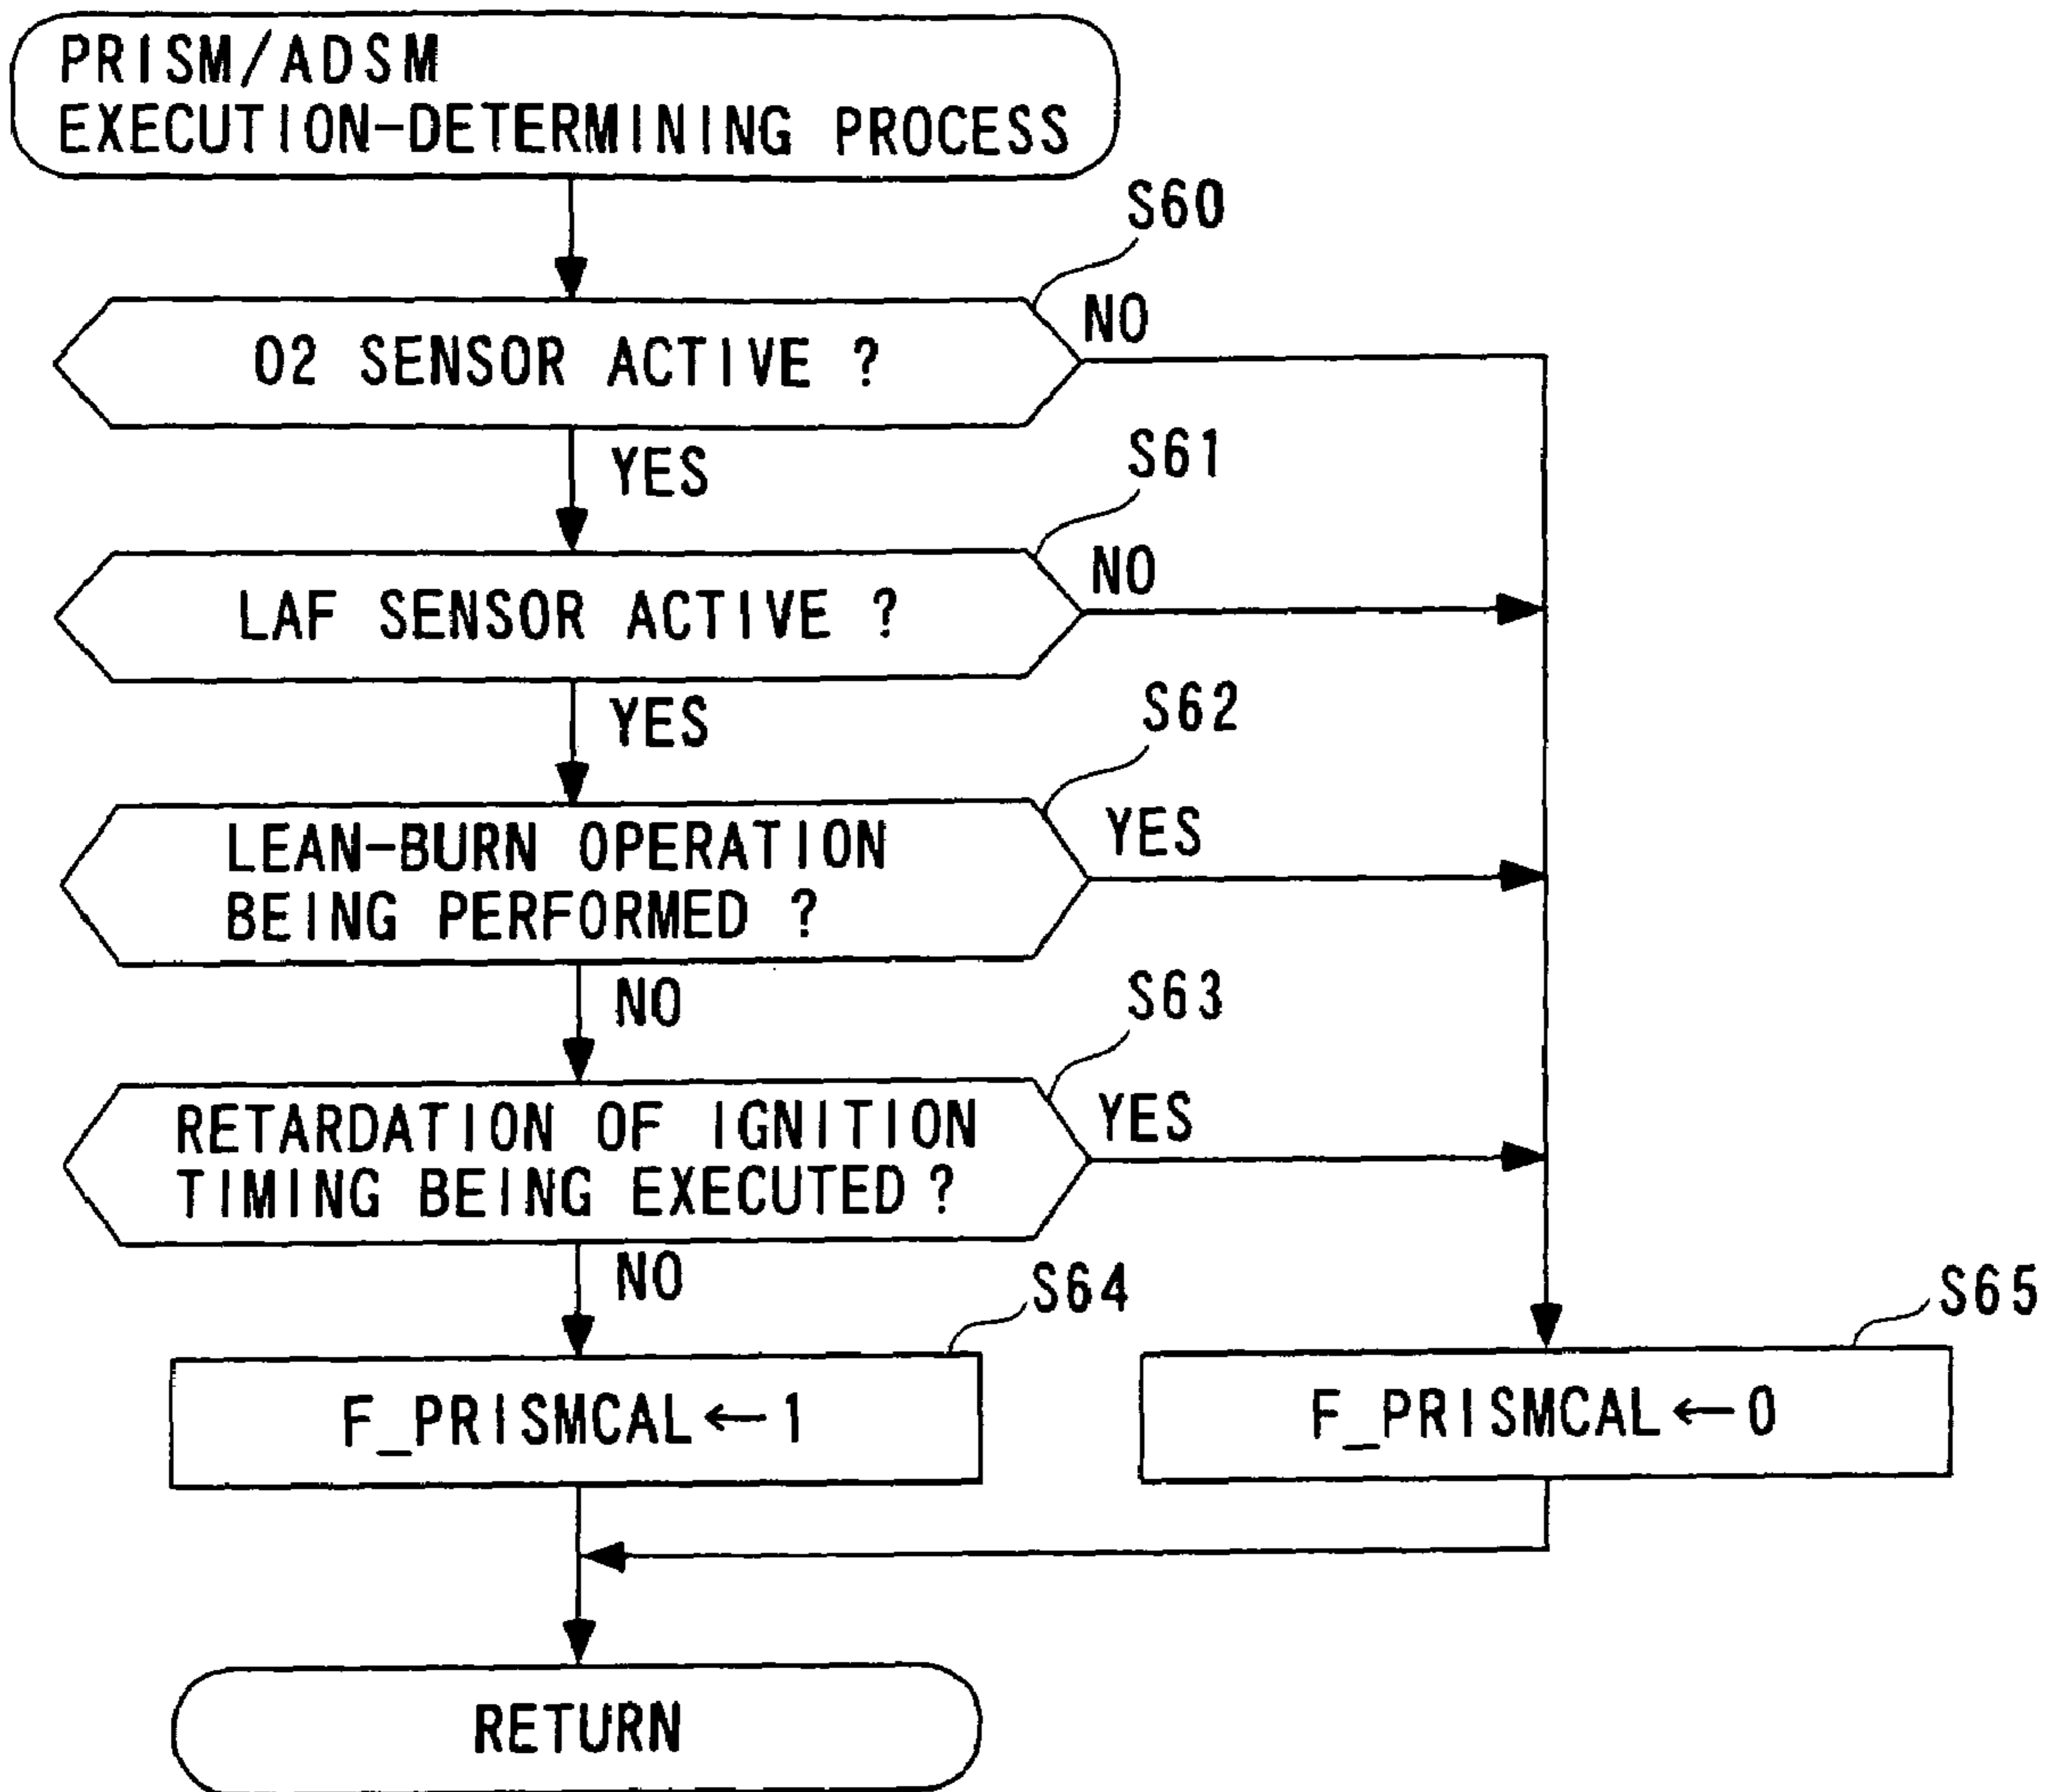 PRISM/ADSM
EXECUTION-DETERMINING PROCESS
S60
O2 SENSOR ACTIVE ?
NO
YES
S61
LAF SENSOR ACTIVE ?
NO
YES
S62
LEAN-BURN OPERATION
BEING PERFORMED ?
YES
NO
S63
RETARDATION OF IGNITION
TIMING BEING EXECUTED ?
YES
NO
S64
F_PRISMCAL ← 1
S65
F_PRISMCAL ← 0
RETURN